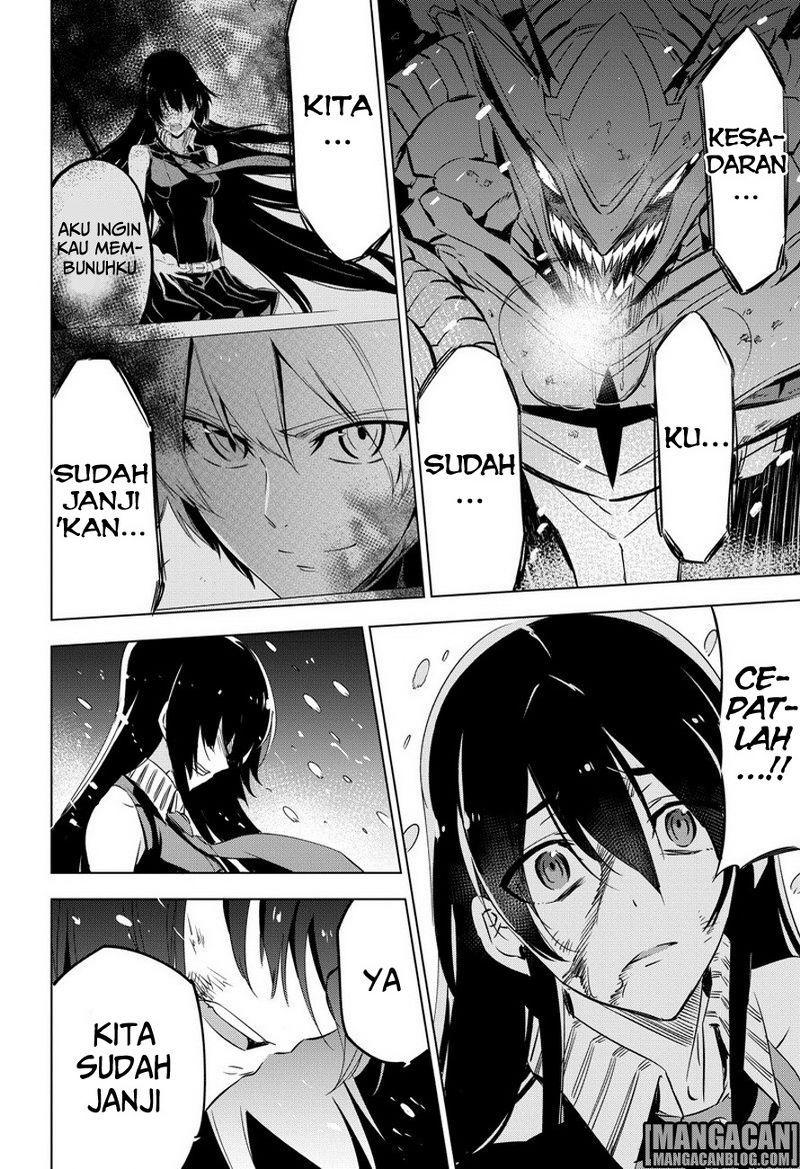 KESA-
DARAN
...
KU...
SUDAH
...
KITA
...
AKU INGIN
KAU MEM-
BUNUHKU
SUDAH
JANJI
'KAN...
CE-
PAT-
LAH
...!!
YA
KITA
SUDAH
JANJI
[MANGACAN]
MANGACANBLOG.COM